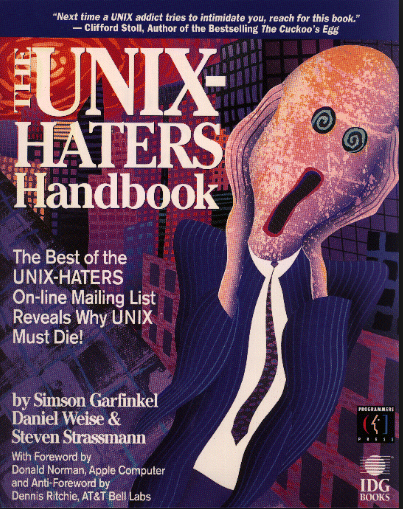 "Next time a UNIX addict tries to intimidate you, reach for this book."
— Clifford Stoll, Author of the Bestselling The Cuckoo's Egg
THE UNIX-
HATERS
Handbook
The Best of the
UNIX-HATERS
On-line Mailing List
Reveals Why UNIX
Must Die!
by Simson Garfinkel
Daniel Weise &
Steven Strassmann
With Foreword by
Donald Norman, Apple Computer
and Anti-Foreword by
Dennis Ritchie, AT&T Bell Labs
PROGRAMMERS
PRESS
IDG
BOOKS